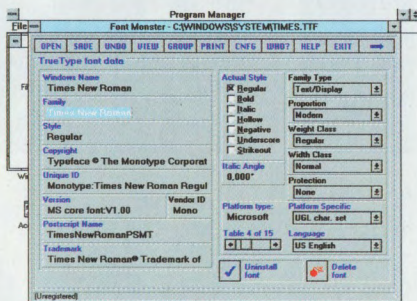 Program Manager
File
Font Monster - C:\WINDOWS\SYSTEM\TIMES.TTF
OPEN SAVE UNDO VIEW GROUP PRINT CNFG WHO? HELP EXIT
TrueType font data
Windows Name
Times New Roman
Family
Times New Roman
Style
Regular
Copyright
Typeface © The Monotype Corporat
Unique ID
Monotype:Times New Roman Regul
Version Vendor ID
MS core font:V1.00 Mono
Postscript Name
TimesNewRomanPSMT
Trademark
Times New Roman® Trademark of
Actual Style
Regular
Bold
Italic
Hollow
Negative
Underscore
Strikeout
Italic Angle
0.000°
Platform type:
Microsoft
Table 4 of 15
Family Type
Text/Display
Proportion
Modern
Weight Class
Regular
Width Class
Normal
Protection
None
Platform Specific
UGL char. set
Language
US English
Uninstall
font
Delete
font
[Unregistered]